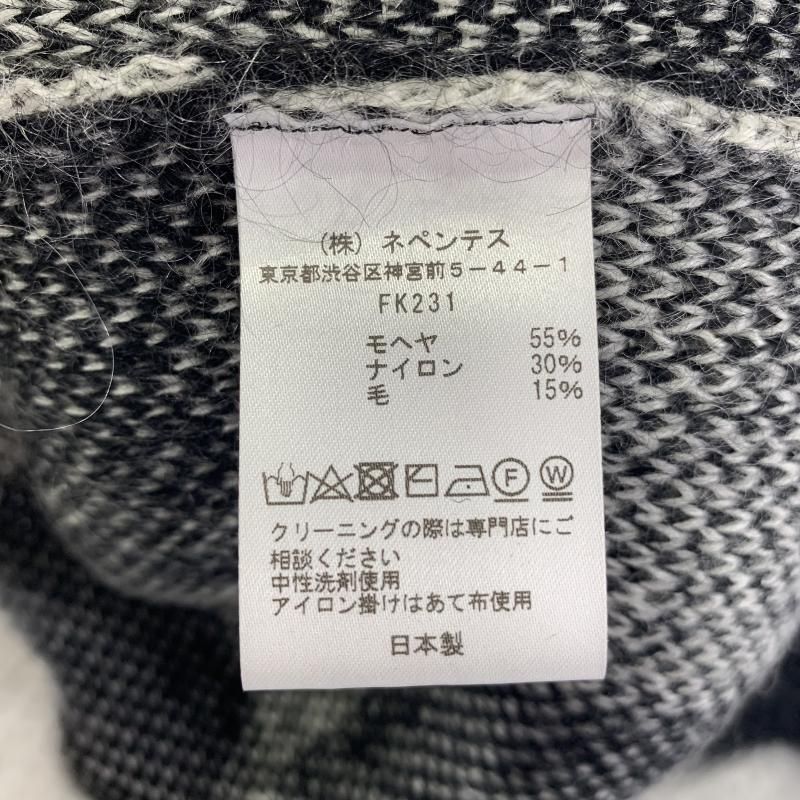 (株) ネペンテス
東京都渋谷区神宮前5-44-1
FK231
モヘヤ 55%
ナイロン 30%
毛 15%
F W
クリーニングの際は専門店にご
相談ください
中性洗剤使用
アイロン掛けはあて布使用
日本製